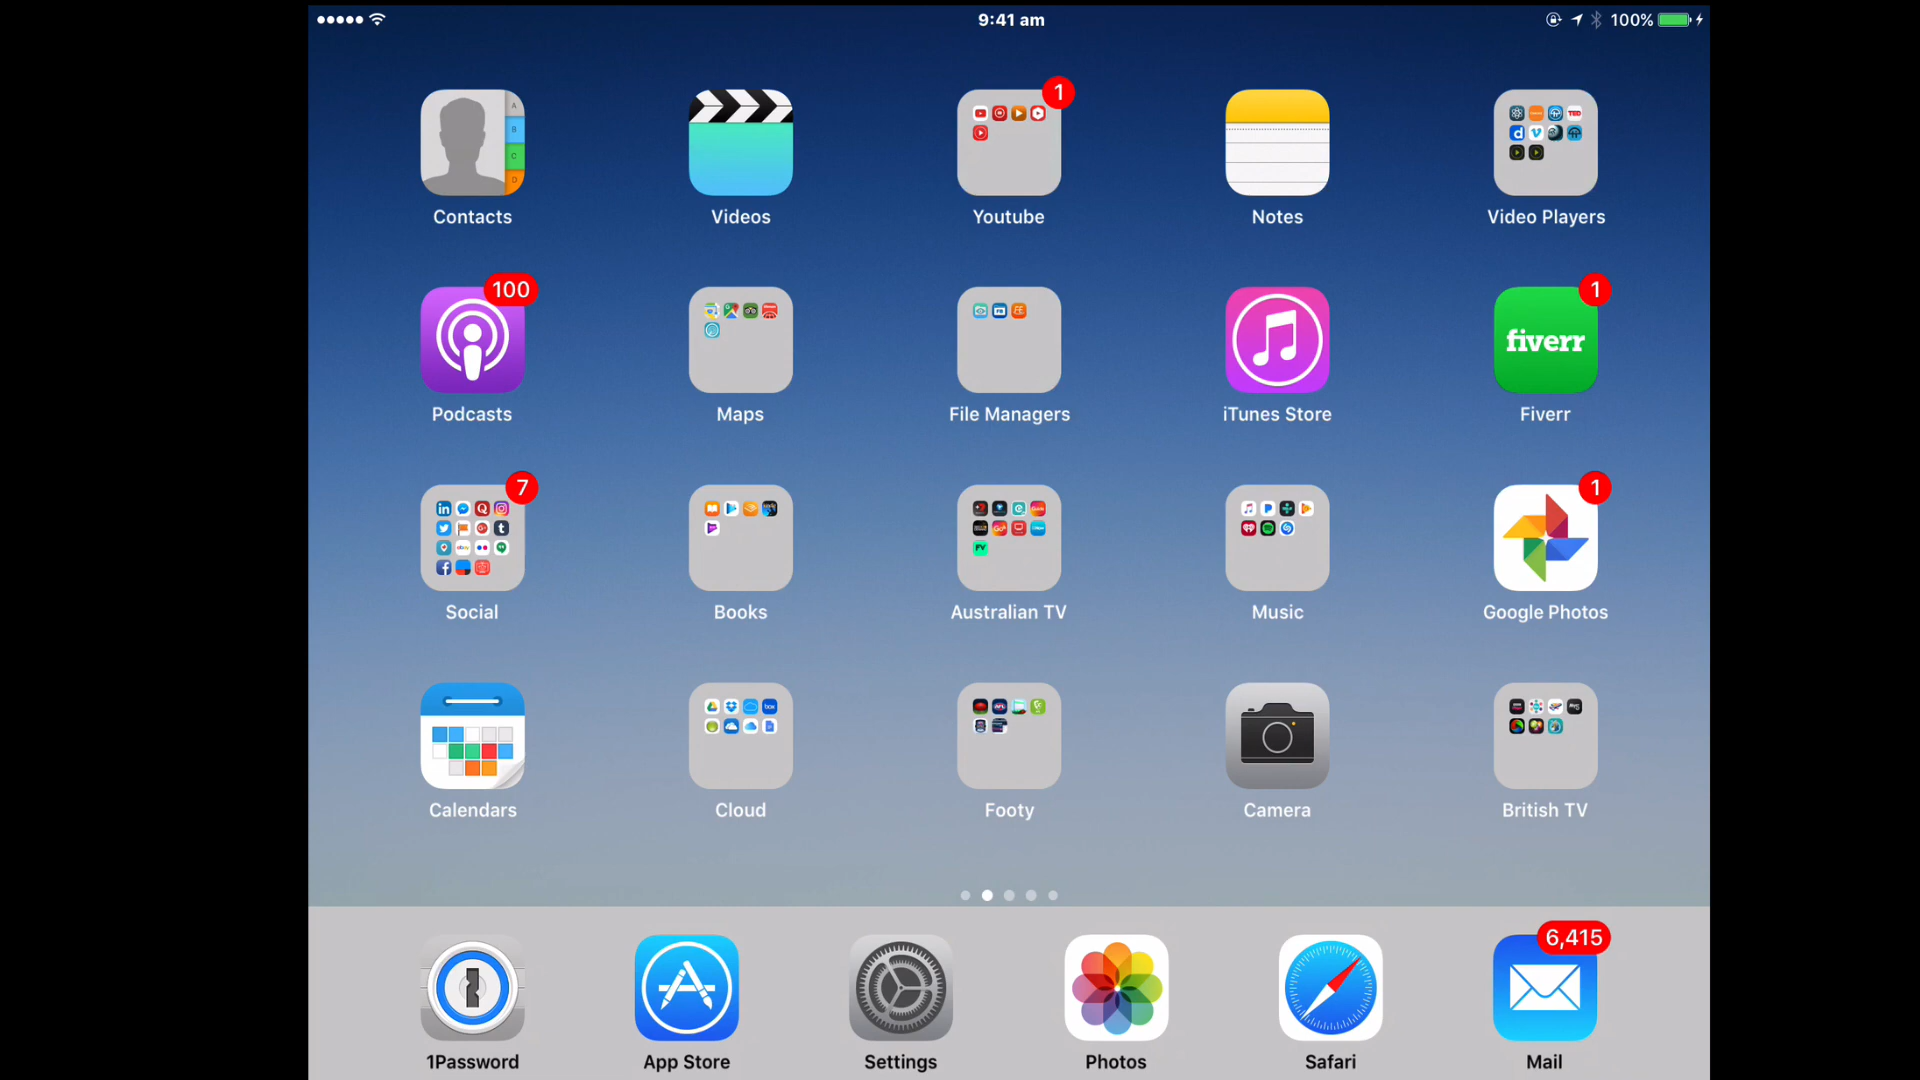 9:41 am
100%
A
B
C
D
1
TED
Contacts
Videos
Youtube
Notes
Video Players
100
1
fiverr
Podcasts
Maps
File Managers
iTunes Store
Fiverr
7
1
Social
Books
Australian TV
Music
Google Photos
Calendars
Cloud
Footy
Camera
British TV
6,415
1Password
App Store
Settings
Photos
Safari
Mail